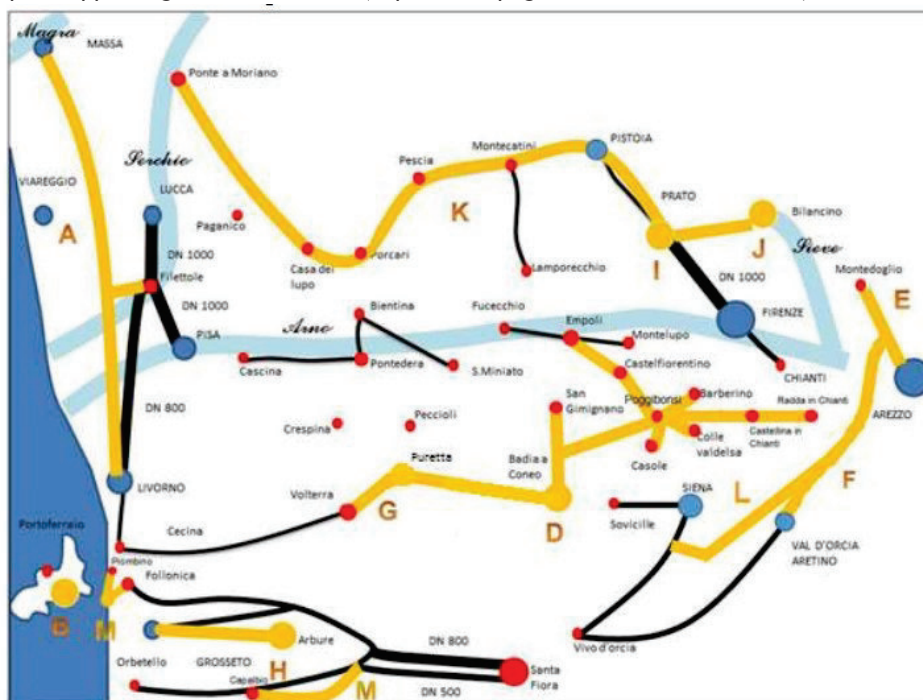 Magra
MASSA
Ponte a Moriano
Serchio
VIAREGGIO
LUCCA
A
Pescia
Montecatini
PISTOIA
K
PRATO
Bilancino
Paganico
DN 1000
Filettole
Casa del
lupo
Porcari
Lamporecchio
I
J
Sieve
DN 1000
Montedoglio
E
DN 1000
Bientina
Fucecchio
FIRENZE
Arno
Empoli
PISA
Montelupo
Cascina
Pontedera
S.Miniato
Castelfiorentino
CHIANTI
AREZZO
DN 800
San
Gimignano
Barberino
Poggibonsi
Radda in Chianti
Crespina
Peccioli
Castellina in
Chianti
Colle
valdelsa
Puretta
Badia a
Coneo
Casole
LIVORNO
Volterra
G
D
SIENA
L
F
Portoferraio
Cecina
Sovicille
VAL D'ORCIA
ARETINO
Piombino
Follonica
B
M
Arbure
DN 800
Vivo d'orcia
Orbetello
GROSSETO
H
Capalbio
M
DN 500
Santa
Fiora